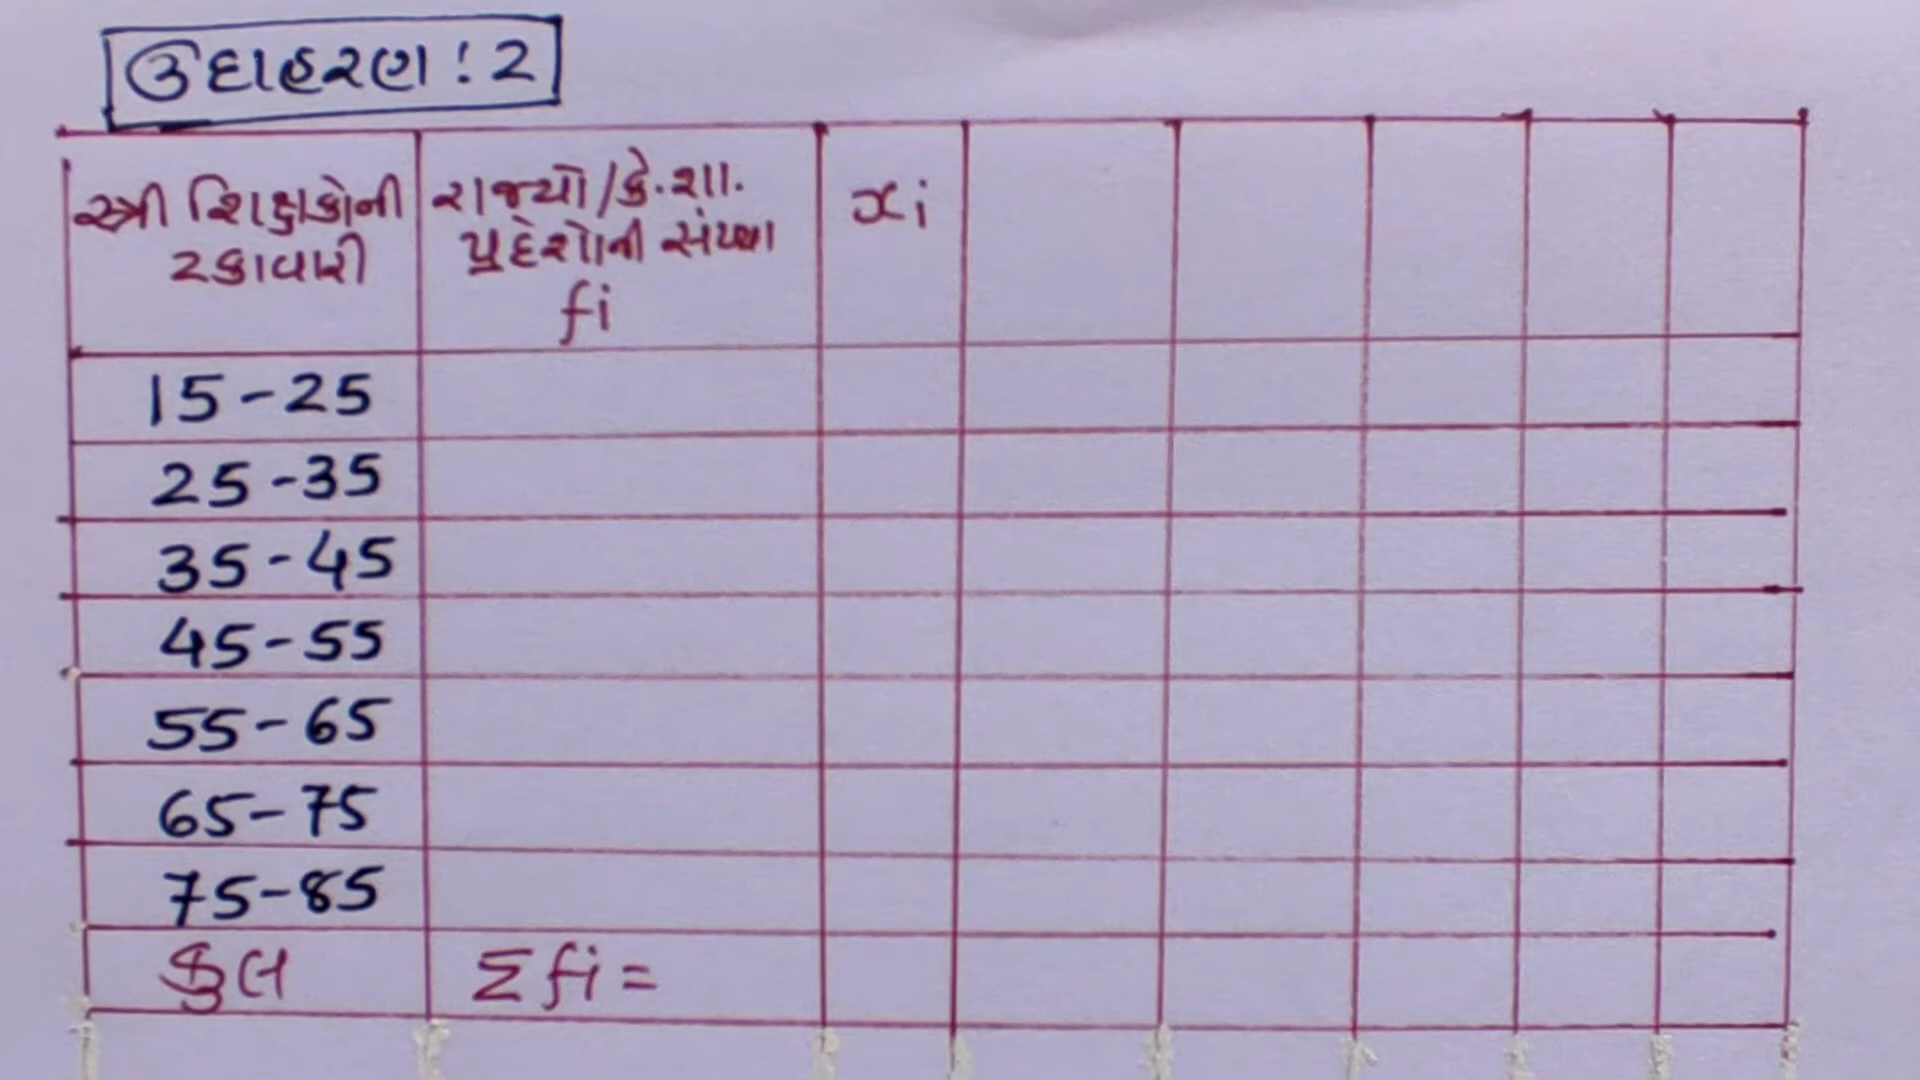 ઉદાહરણ : 2
સ્ત્રી શિક્ષકોની
ટકાવારી
રાજ્યો/કે.શા.
પ્રદેશોની સંખ્યા
fi
xi
15-25
25-35
35-45
45-55
55-65
65-75
75-85
કુલ
Σfi =